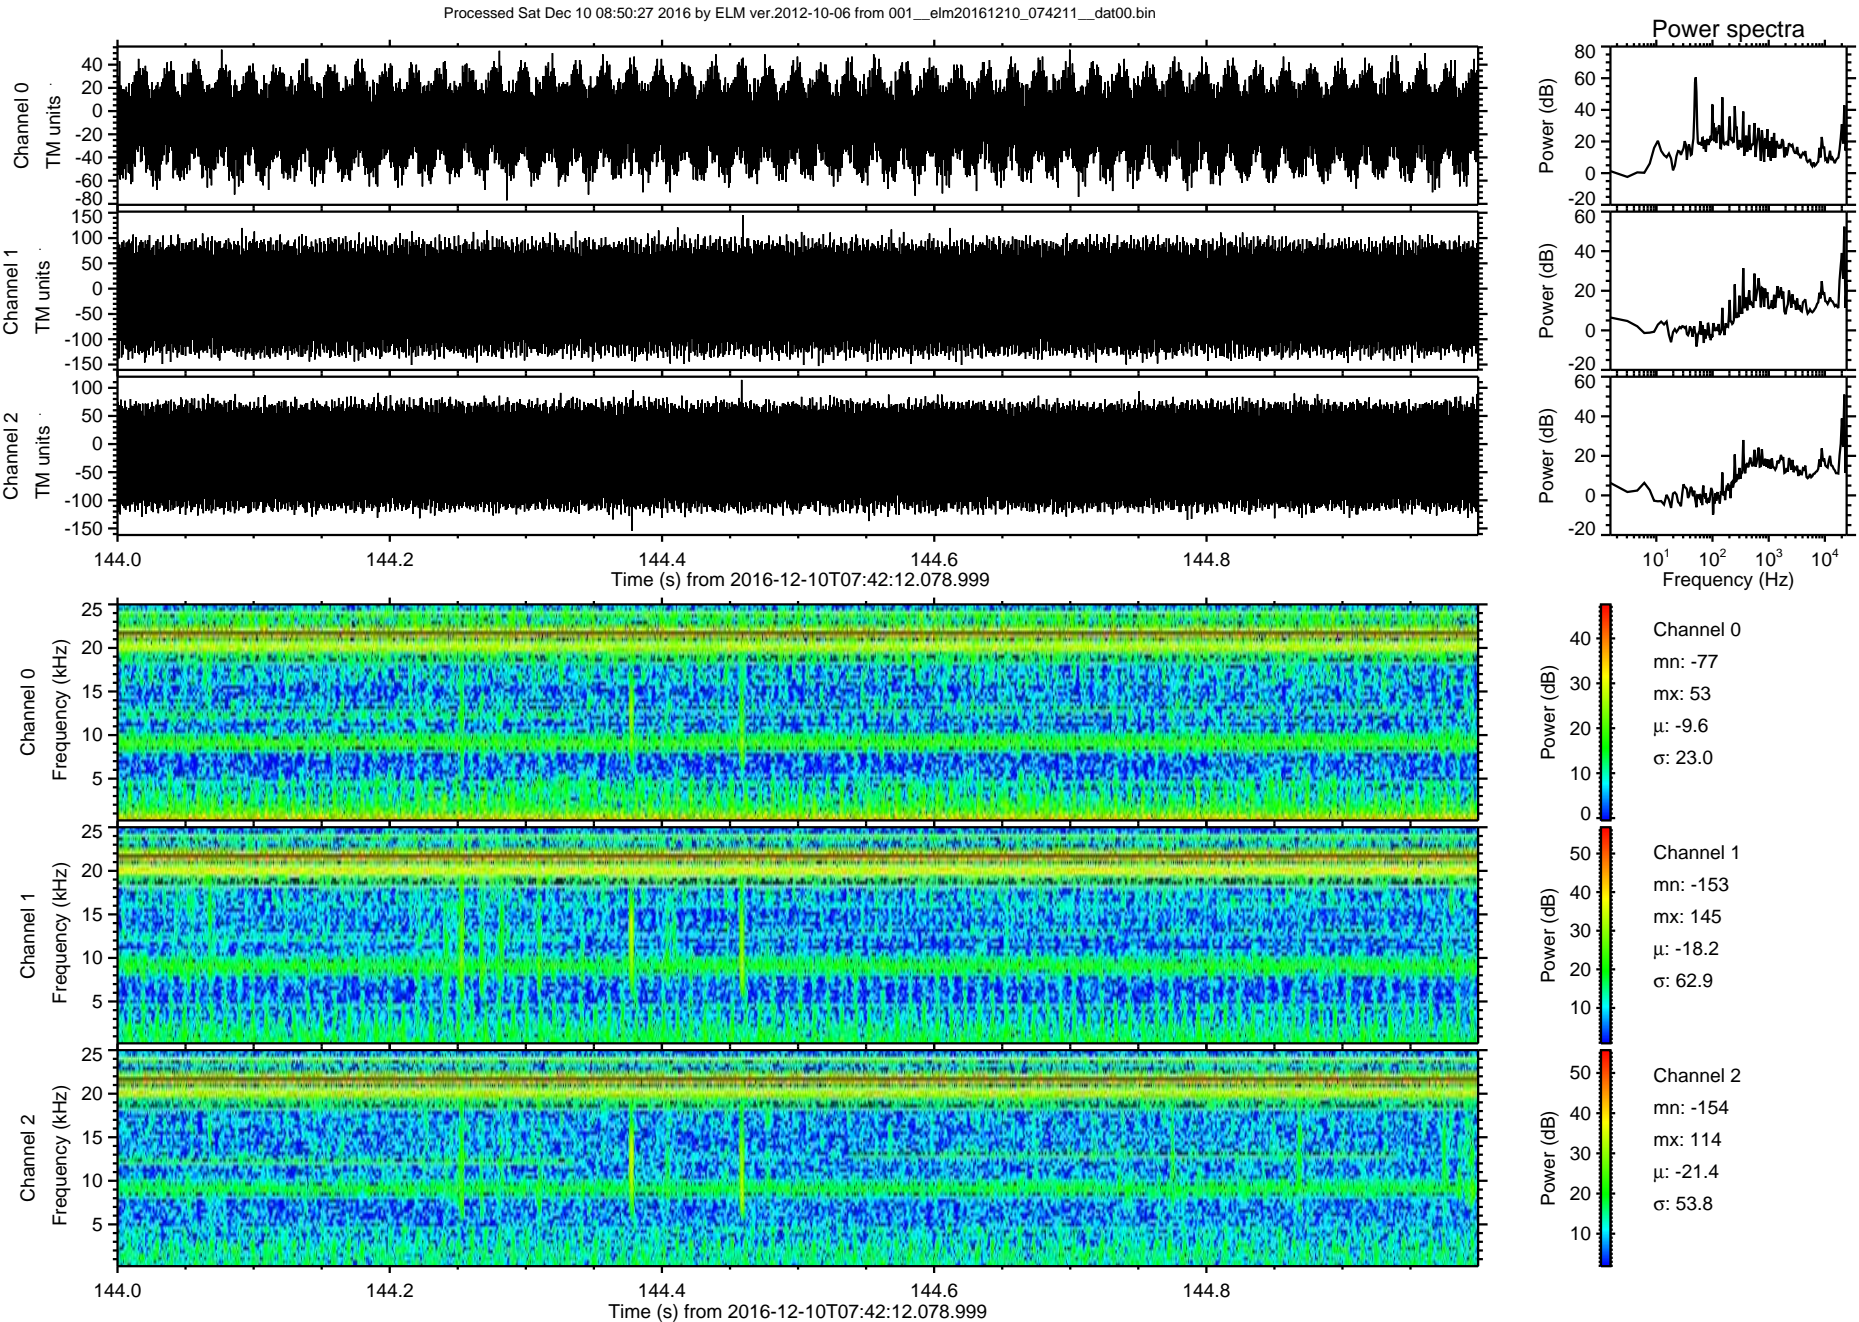 Processed Sat Dec 10 08:50:27 2016 by ELM ver.2012-10-06 from 001__elm20161210_074211__dat00.bin
Power spectra
Channel 0
TM units
40
20
0
-20
-40
-60
-80
Power (dB)
80
60
40
20
0
-20
Channel 1
TM units
150
100
50
0
-50
-100
-150
Power (dB)
60
40
20
0
-20
Channel 2
TM units
100
50
0
-50
-100
-150
Power (dB)
60
40
20
0
-20
144.0 144.2 144.4 144.6 144.8
Time (s) from 2016-12-10T07:42:12.078.999
10^1 10^2 10^3 10^4
Frequency (Hz)
Channel 0
Frequency (kHz)
25
20
15
10
5
Power (dB)
40
30
20
10
0
Channel 0
mn: -77
mx: 53
μ: -9.6
σ: 23.0
Channel 1
Frequency (kHz)
25
20
15
10
5
Power (dB)
50
40
30
20
10
Channel 1
mn: -153
mx: 145
μ: -18.2
σ: 62.9
Channel 2
Frequency (kHz)
25
20
15
10
5
Power (dB)
50
40
30
20
10
Channel 2
mn: -154
mx: 114
μ: -21.4
σ: 53.8
144.0 144.2 144.4 144.6 144.8
Time (s) from 2016-12-10T07:42:12.078.999